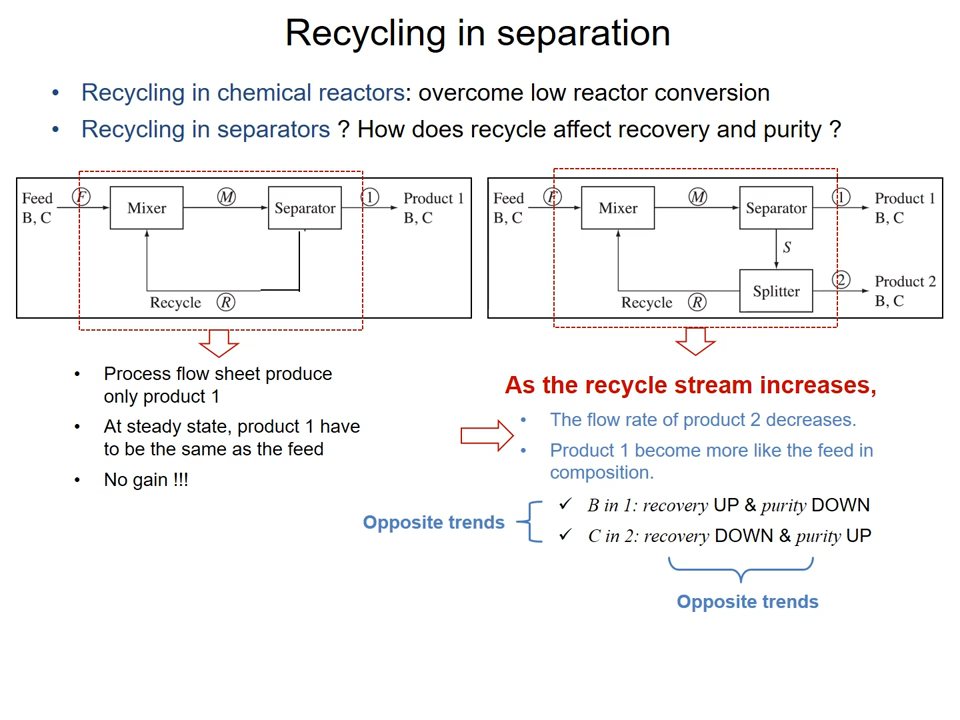 Recycling in separation
• Recycling in chemical reactors: overcome low reactor conversion
• Recycling in separators ? How does recycle affect recovery and purity ?
Feed
B, C
F
Mixer
M
Separator
1
Product 1
B, C
Recycle R
Feed
B, C
F
Mixer
M
Separator
1
Product 1
B, C
S
Splitter
2
Product 2
B, C
Recycle R
• Process flow sheet produce
only product 1
• At steady state, product 1 have
to be the same as the feed
• No gain !!!
As the recycle stream increases,
• The flow rate of product 2 decreases.
• Product 1 become more like the feed in
composition.
✓ B in 1: recovery UP & purity DOWN
✓ C in 2: recovery DOWN & purity UP
Opposite trends
Opposite trends